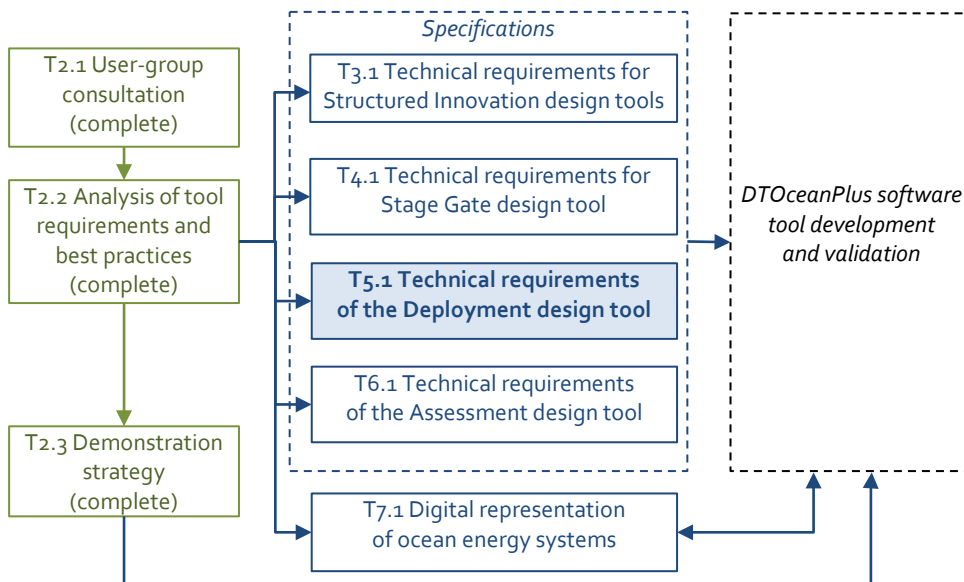 Specifications
T2.1 User-group
consultation
(complete)
T2.2 Analysis of tool
requirements and
best practices
(complete)
T2.3 Demonstration
strategy
(complete)
T3.1 Technical requirements for
Structured Innovation design tools
T4.1 Technical requirements for
Stage Gate design tool
T5.1 Technical requirements
of the Deployment design tool
T6.1 Technical requirements
of the Assessment design tool
T7.1 Digital representation
of ocean energy systems
DTOceanPlus software
tool development
and validation